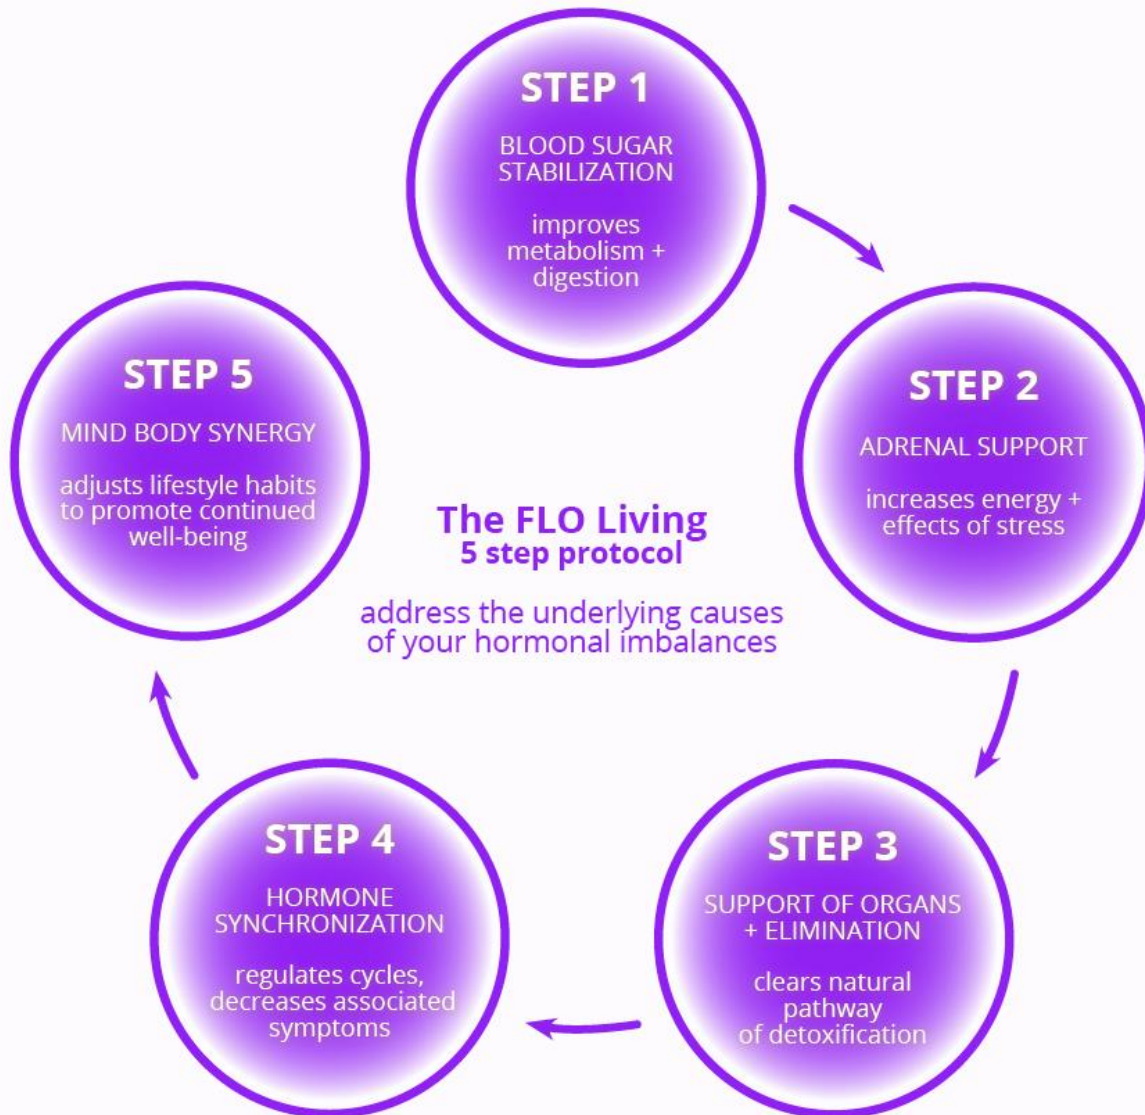 STEP 1
BLOOD SUGAR
STABILIZATION
improves
metabolism +
digestion
STEP 2
ADRENAL SUPPORT
increases energy +
effects of stress
STEP 3
SUPPORT OF ORGANS
+ ELIMINATION
clears natural
pathway
of detoxification
STEP 4
HORMONE
SYNCHRONIZATION
regulates cycles,
decreases associated
symptoms
STEP 5
MIND BODY SYNERGY
adjusts lifestyle habits
to promote continued
well-being
The FLO Living
5 step protocol
address the underlying causes
of your hormonal imbalances